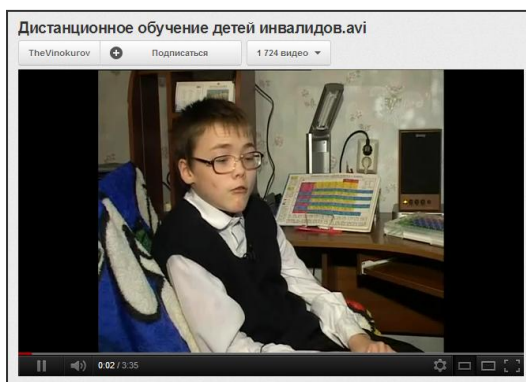 Дистанционное обучение детей инвалидов.avi
TheVinokurov Подписаться 1 724 видео
0:02 / 3:35